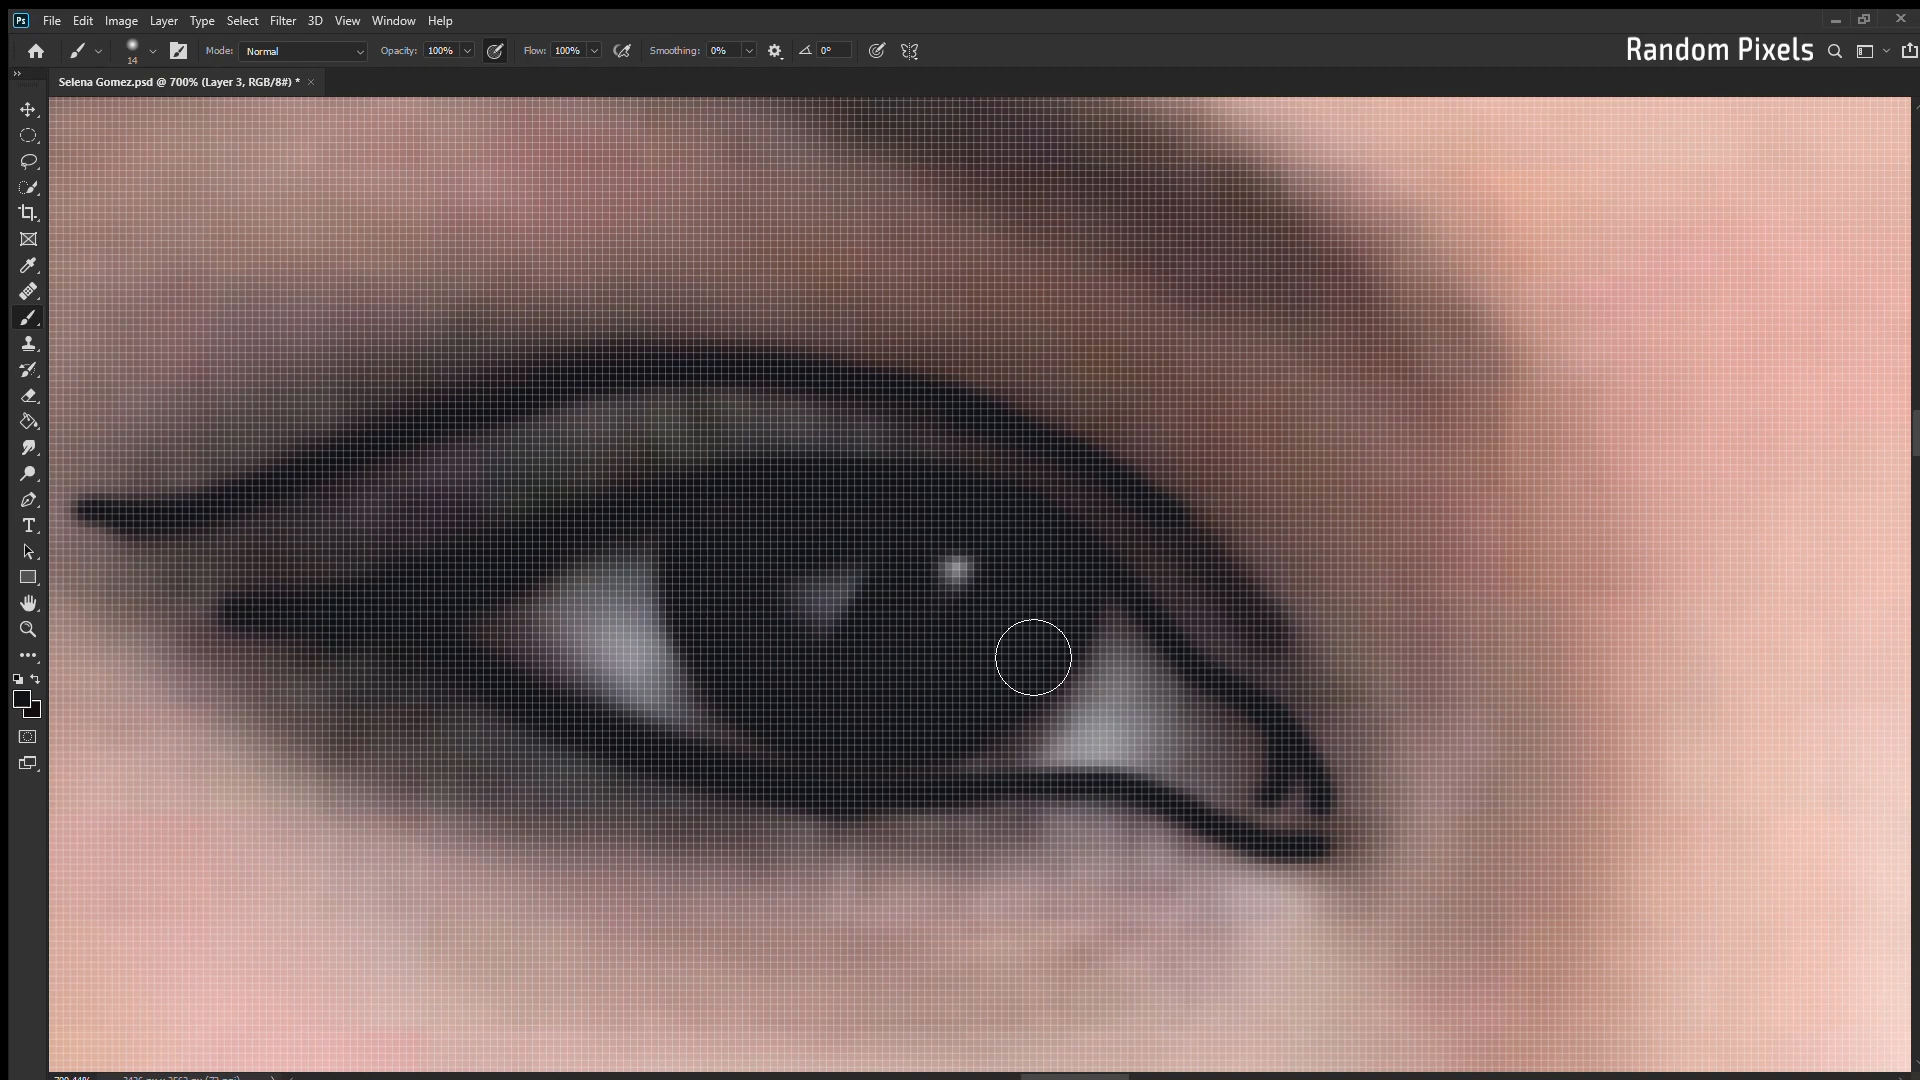 Ps File Edit Image Layer Type Select Filter 3D View Window Help
14 Mode: Normal Opacity: 100% Flow: 100% Smoothing: 0% 0° Random Pixels
Selena Gomez.psd @ 700% (Layer 3, RGB/8#) * ×
T